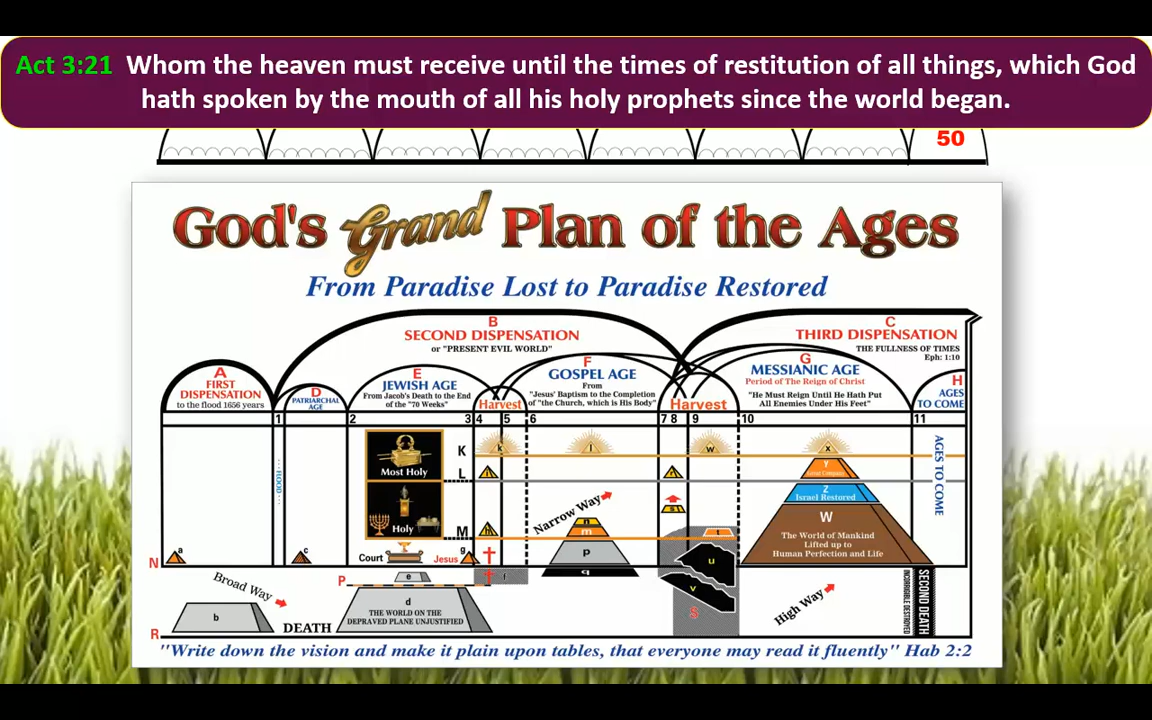 Act 3:21 Whom the heaven must receive until the times of restitution of all things, which God
hath spoken by the mouth of all his holy prophets since the world began.
50
God's Grand Plan of the Ages
From Paradise Lost to Paradise Restored
B
SECOND DISPENSATION
or "PRESENT EVIL WORLD"
C
THIRD DISPENSATION
THE FULLNESS OF TIMES
Eph: 1:10
A
FIRST
DISPENSATION
to the flood 1656 years
D
PATRIARCHAL
AGE
E
JEWISH AGE
From Jacob's Death to the End
of the "70 Weeks"
Harvest
F
GOSPEL AGE
From
"Jesus' Baptism to the Completion
of "the Church, which is His Body"
Harvest
G
MESSIANIC AGE
Period of The Reign of Christ
"He Must Reign Until He Hath Put
All Enemies Under His Feet"
H
AGES
TO COME
1 2 3 4 5 6 7 8 9 10 11
K
L
M
N
P
R
FLOOD
Most Holy
Holy
Court
Jesus
g
a
b
c
d
e
f
k
l
w
x
r
s
t
h
n
m
p
q
u
v
$
Broad Way
DEATH
THE WORLD ON THE
DEPRAVED PLANE UNJUSTIFIED
Narrow Way
Y
Z
Israel Restored
W
The World of Mankind
Lifted up to
Human Perfection and Life
High Way
AGES TO COME
INCORRIGIBLE DESTROYED
SECOND DEATH
"Write down the vision and make it plain upon tables, that everyone may read it fluently" Hab 2:2